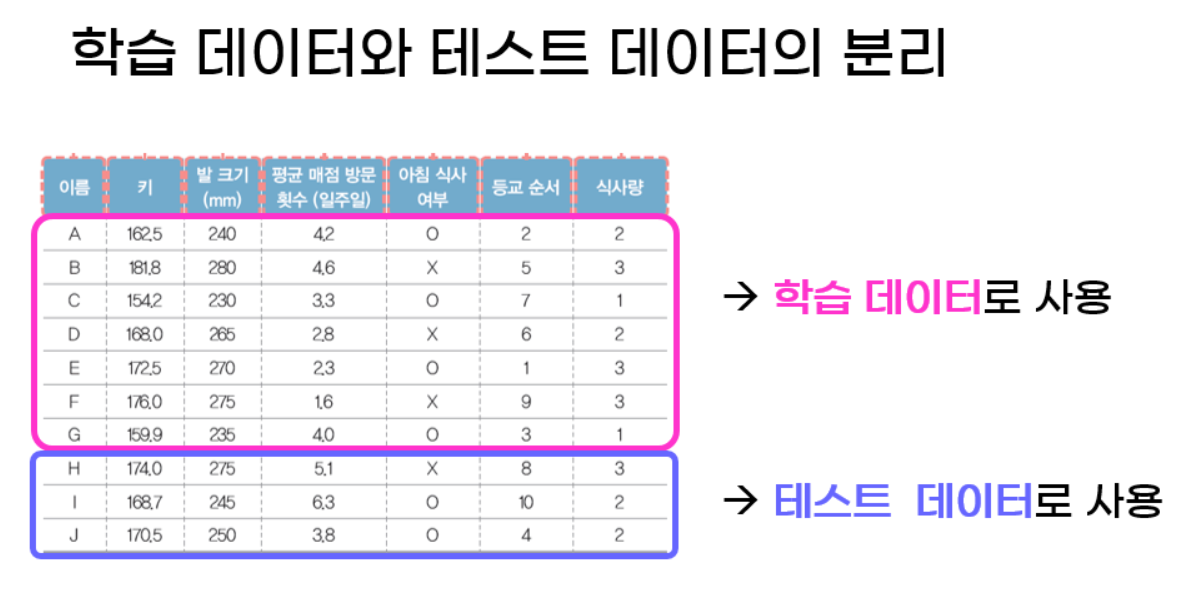 학습 데이터와 테스트 데이터의 분리
이름 키 발 크기 (mm) 평균 매점 방문 횟수 (일주일) 아침 식사 여부 등교 순서 식사량
A 162.5 240 4.2 O 2 2
B 181.8 280 4.6 X 5 3
C 154.2 230 3.3 O 7 1
D 168.0 265 2.8 X 6 2
E 172.5 270 2.3 O 1 3
F 176.0 275 1.6 X 9 3
G 159.9 235 4.0 O 3 1
→ 학습 데이터로 사용
H 174.0 275 5.1 X 8 3
I 168.7 245 6.3 O 10 2
J 170.5 250 3.8 O 4 2
→ 테스트 데이터로 사용